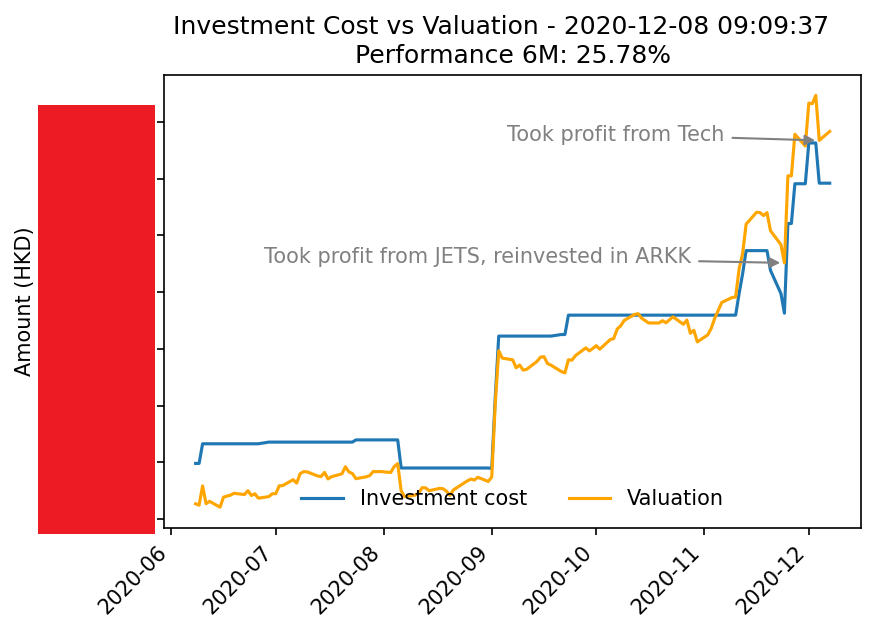 Investment Cost vs Valuation - 2020-12-08 09:09:37
Performance 6M: 25.78%
Took profit from Tech
Took profit from JETS, reinvested in ARKK
Amount (HKD)
Investment cost
Valuation
2020-06
2020-07
2020-08
2020-09
2020-10
2020-11
2020-12